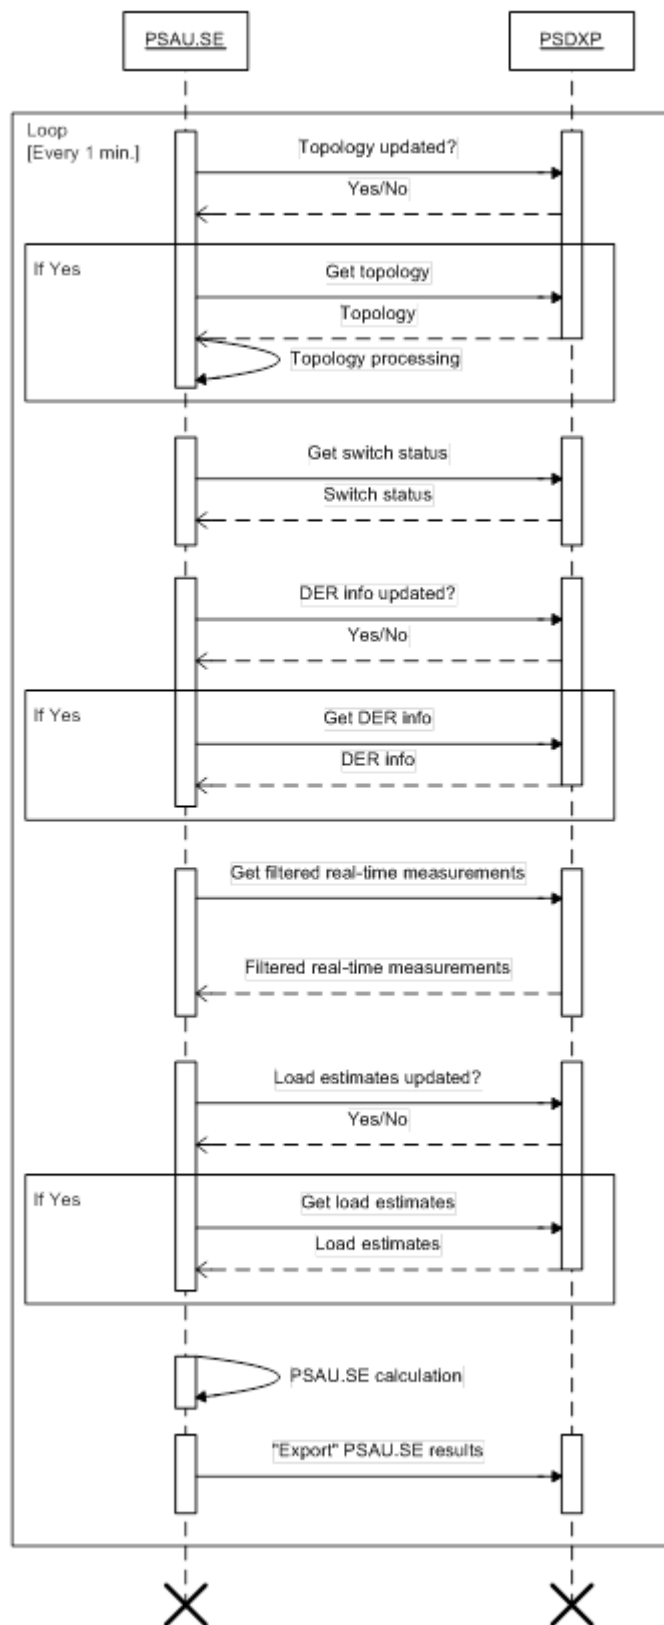 PSAU.SE
PSDXP
Loop
[Every 1 min.]
Topology updated?
Yes/No
If Yes
Get topology
Topology
Topology processing
Get switch status
Switch status
DER info updated?
Yes/No
If Yes
Get DER info
DER info
Get filtered real-time measurements
Filtered real-time measurements
Load estimates updated?
Yes/No
If Yes
Get load estimates
Load estimates
PSAU.SE calculation
"Export" PSAU.SE results